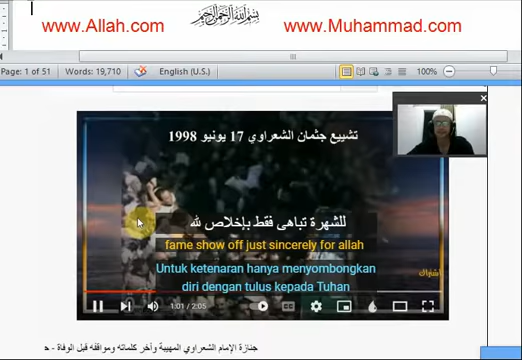 www.Allah.com
بسم الله الرحمن الرحيم
www.Muhammad.com
Page: 1 of 51
Words: 19,710
English (U.S.)
100%
تشييع جثمان الشعراوي 17 يونيو 1998
للشهرة تباهى فقط بإخلاص لله
fame show off just sincerely for allah
Untuk ketenaran hanya menyombongkan
diri dengan tulus kepada Tuhan
اشتراك
1:01 / 2:05
جنازة الإمام الشعراوي المهيبة وآخر كلماته ومواقفه قبل الوفاة - ح